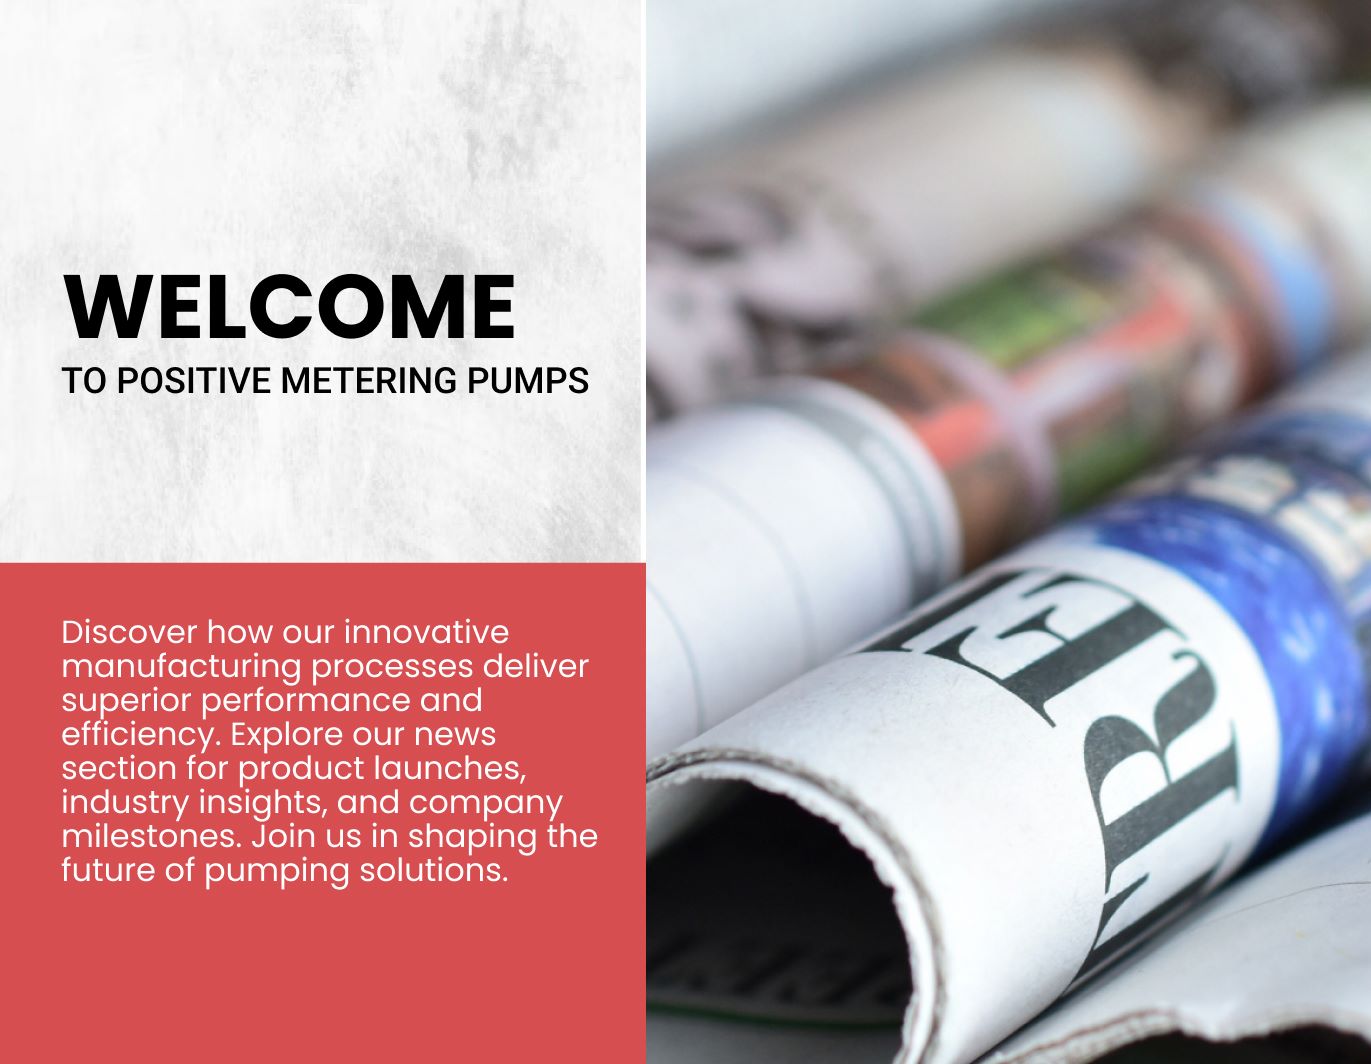 WELCOME
TO POSITIVE METERING PUMPS
Discover how our innovative
manufacturing processes deliver
superior performance and
efficiency. Explore our news
section for product launches,
industry insights, and company
milestones. Join us in shaping the
future of pumping solutions.